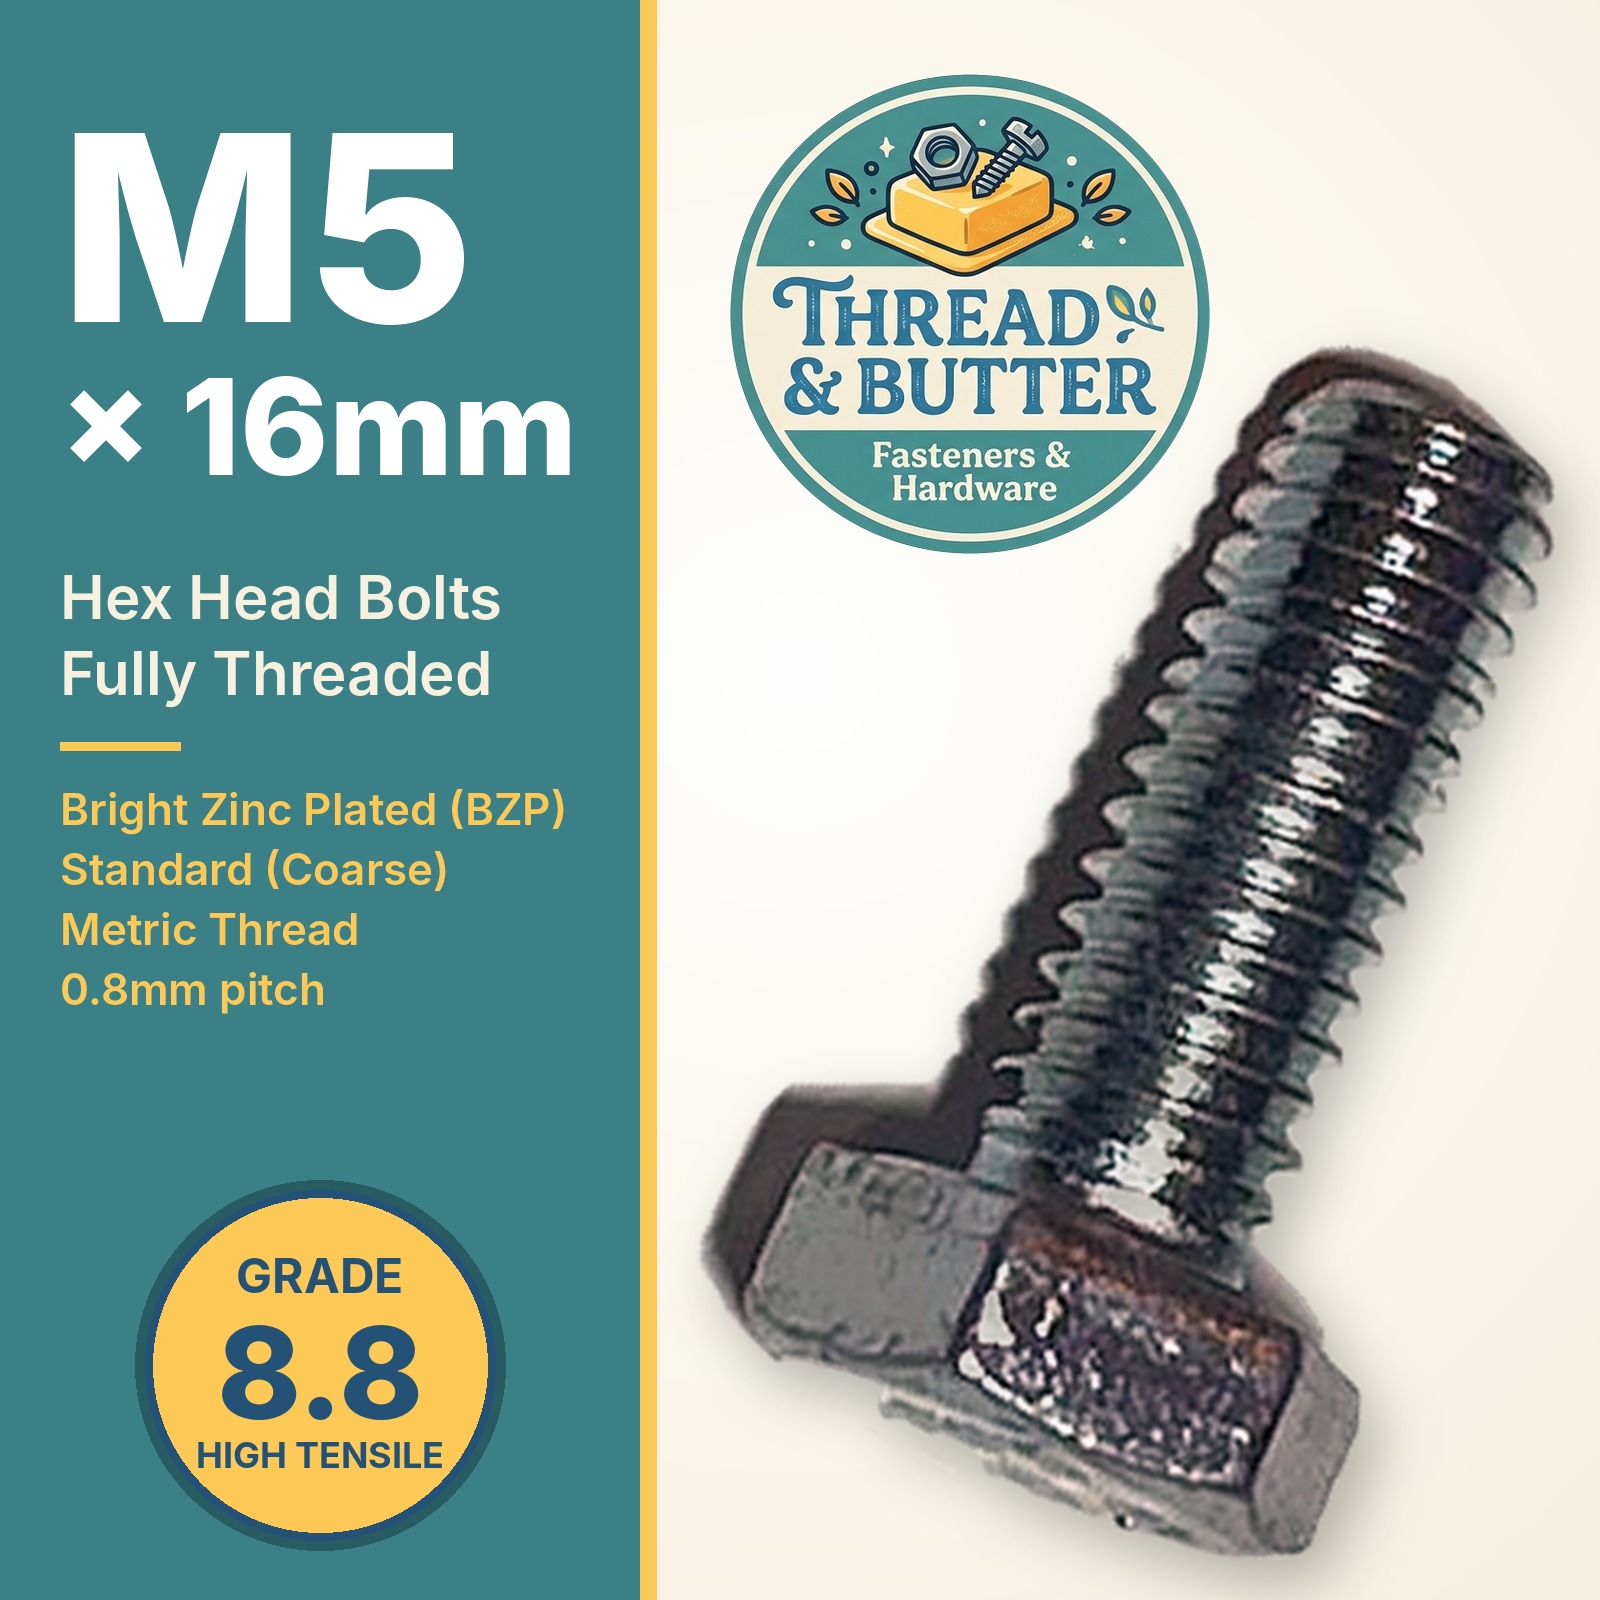 M5
× 16mm
Hex Head Bolts
Fully Threaded
Bright Zinc Plated (BZP)
Standard (Coarse)
Metric Thread
0.8mm pitch
GRADE
8.8
HIGH TENSILE
THREAD
& BUTTER
Fasteners &
Hardware